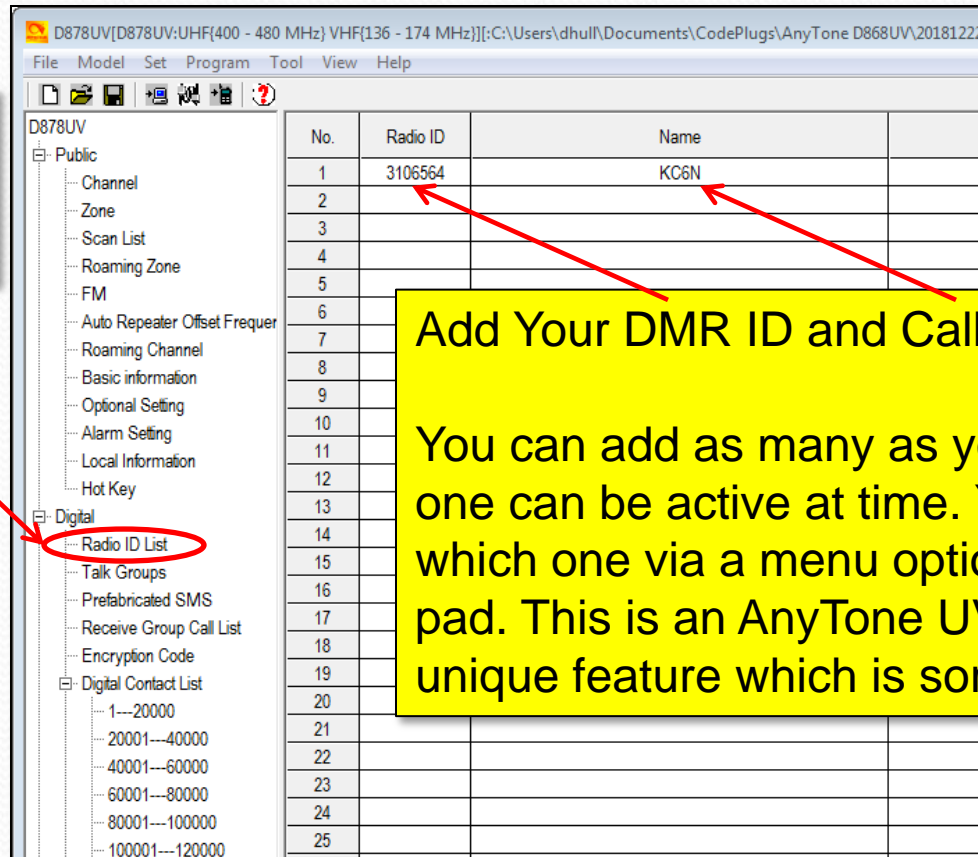 D878UV[D878UV:UHF{400 - 480 MHz} VHF{136 - 174 MHz}][:C:\Users\dhull\Documents\CodePlugs\AnyTone D868UV\2018122
File Model Set Program Tool View Help
D878UV
Public
Channel
Zone
Scan List
Roaming Zone
FM
Auto Repeater Offset Frequer
Roaming Channel
Basic information
Optional Setting
Alarm Setting
Local Information
Hot Key
Digital
Radio ID List
Talk Groups
Prefabricated SMS
Receive Group Call List
Encryption Code
Digital Contact List
1---20000
20001---40000
40001---60000
60001---80000
80001---100000
100001---120000
No. Radio ID Name
1 3106564 KC6N
2
3
4
5
6
7
8
9
10
11
12
13
14
15
16
17
18
19
20
21
22
23
24
25
Add Your DMR ID and Call
You can add as many as
one can be active at time.
which one via a menu
pad. This is an AnyTone
unique feature which is